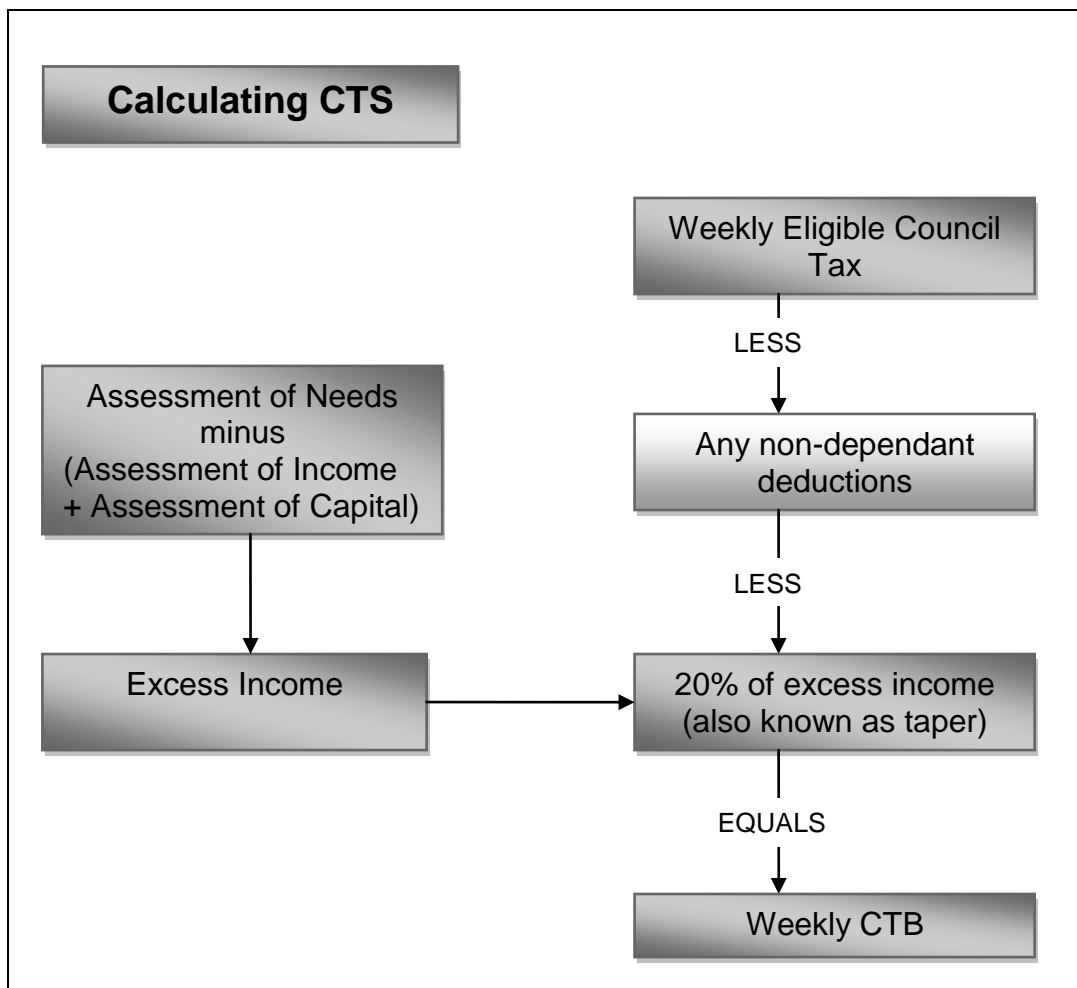 Calculating CTS
Weekly Eligible Council
Tax
LESS
Assessment of Needs
minus
(Assessment of Income
+ Assessment of Capital)
Any non-dependant
deductions
LESS
Excess Income
20% of excess income
(also known as taper)
EQUALS
Weekly CTB